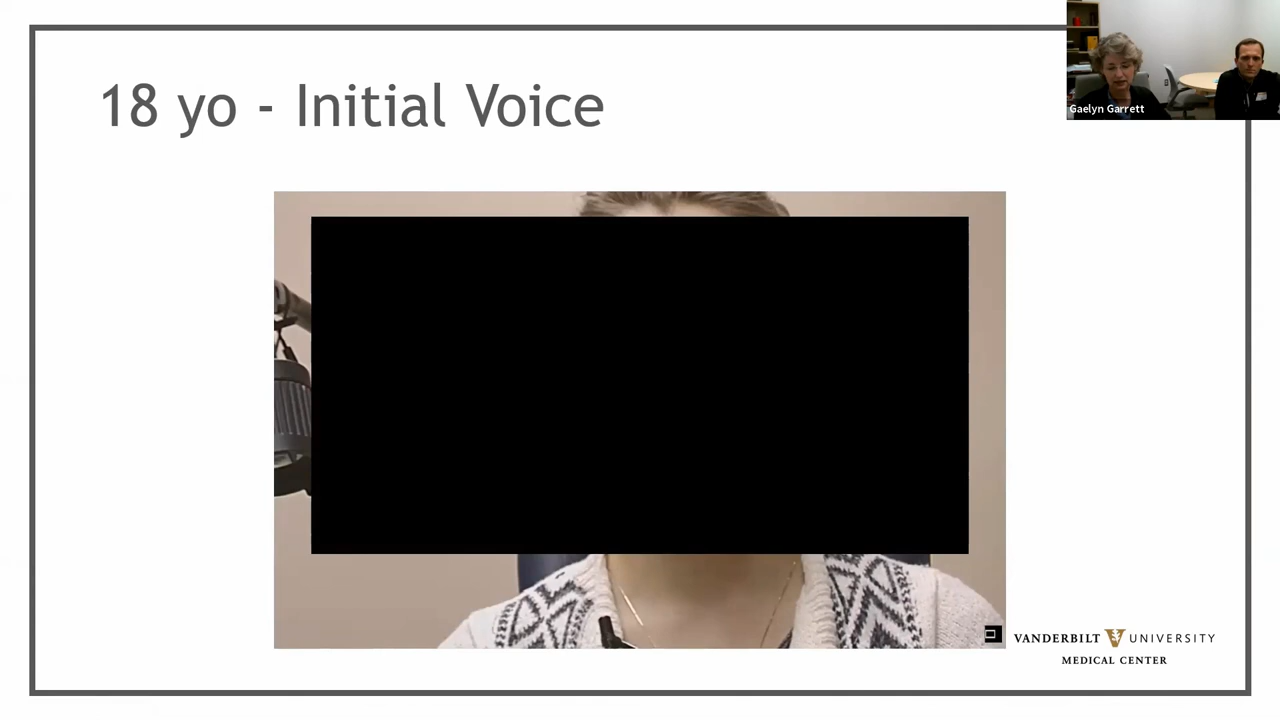 18 yo - Initial Voice
Gaelyn Garrett
VANDERBILT UNIVERSITY
MEDICAL CENTER